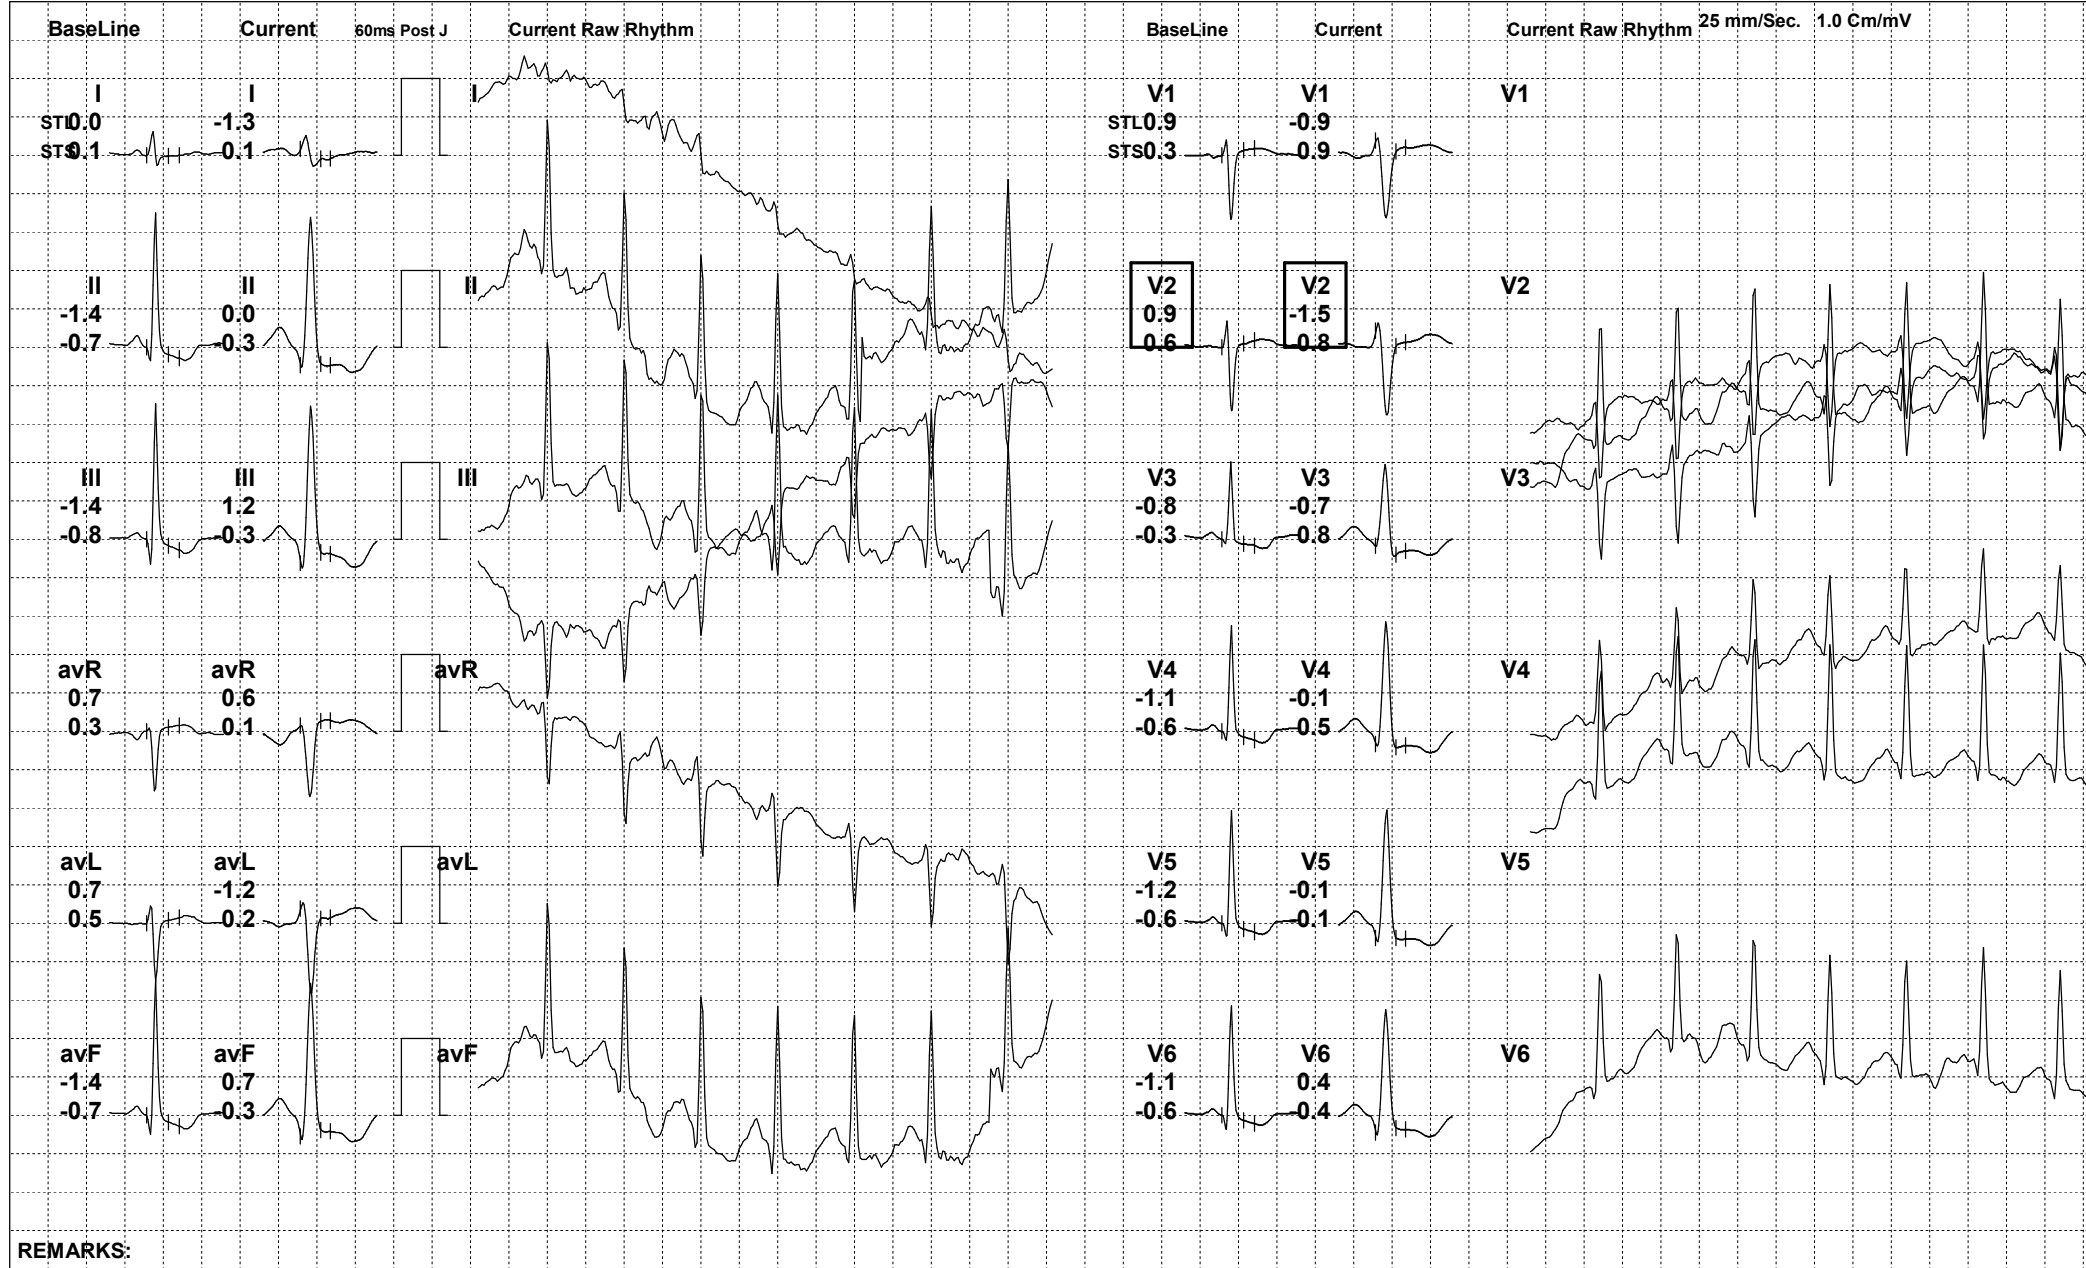 BaseLine Current 60ms Post J Current Raw Rhythm BaseLine Current Current Raw Rhythm 25 mm/Sec. 1.0 Cm/mV
I I I V1 V1 V1
STL 0.0 -1.3 STL 0.9 -0.9
STS 0.1 0.1 STS 0.3 0.9
II II II V2 V2 V2
-1.4 0.0 0.9 -1.5
-0.7 -0.3 0.6 0.8
III III III V3 V3 V3
-1.4 1.2 -0.8 -0.7
-0.8 -0.3 -0.3 0.8
avR avR avR V4 V4 V4
0.7 0.6 -1.1 -0.1
0.3 0.1 -0.6 0.5
avL avL avL V5 V5 V5
0.7 -1.2 -1.2 -0.1
0.5 0.2 -0.6 -0.1
avF avF avF V6 V6 V6
-1.4 0.7 -1.1 0.4
-0.7 -0.3 -0.6 -0.4
REMARKS: